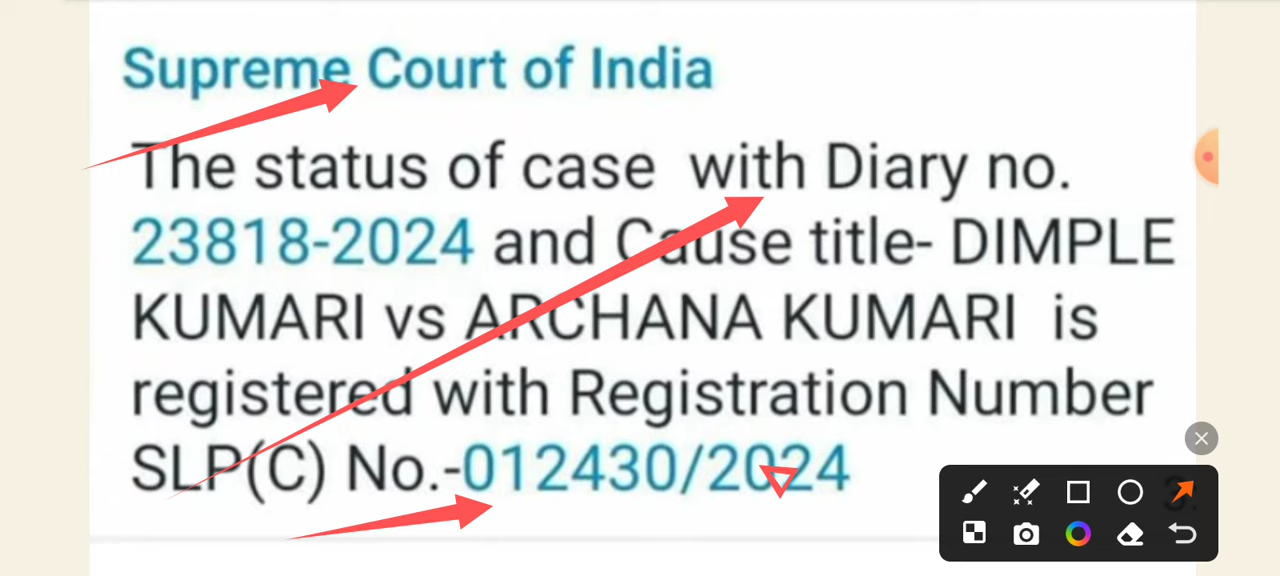 Supreme Court of India
The status of case with Diary no.
23818-2024 and Cause title- DIMPLE
KUMARI vs ARCHANA KUMARI is
registered with Registration Number
SLP(C) No.-012430/2024